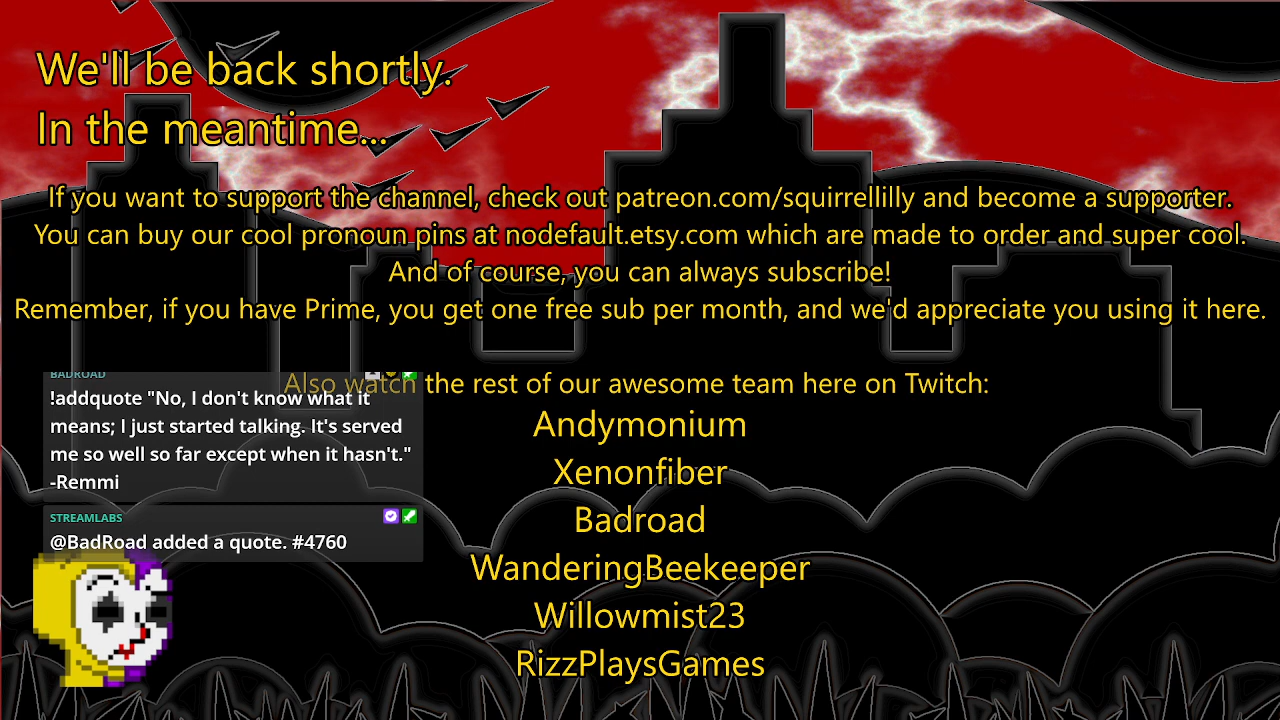 We'll be back shortly.
In the meantime...
If you want to support the channel, check out patreon.com/squirrellilly and become a supporter.
You can buy our cool pronoun pins at nodefault.etsy.com which are made to order and super cool.
And of course, you can always subscribe!
Remember, if you have Prime, you get one free sub per month, and we'd appreciate you using it here.
Also watch the rest of our awesome team here on Twitch:
Andymonium
Xenonfiber
Badroad
WanderingBeekeeper
Willowmist23
RizzPlaysGames
BADROAD
!addquote "No, I don't know what it
means; I just started talking. It's served
me so well so far except when it hasn't."
-Remmi
STREAMLABS
@BadRoad added a quote. #4760